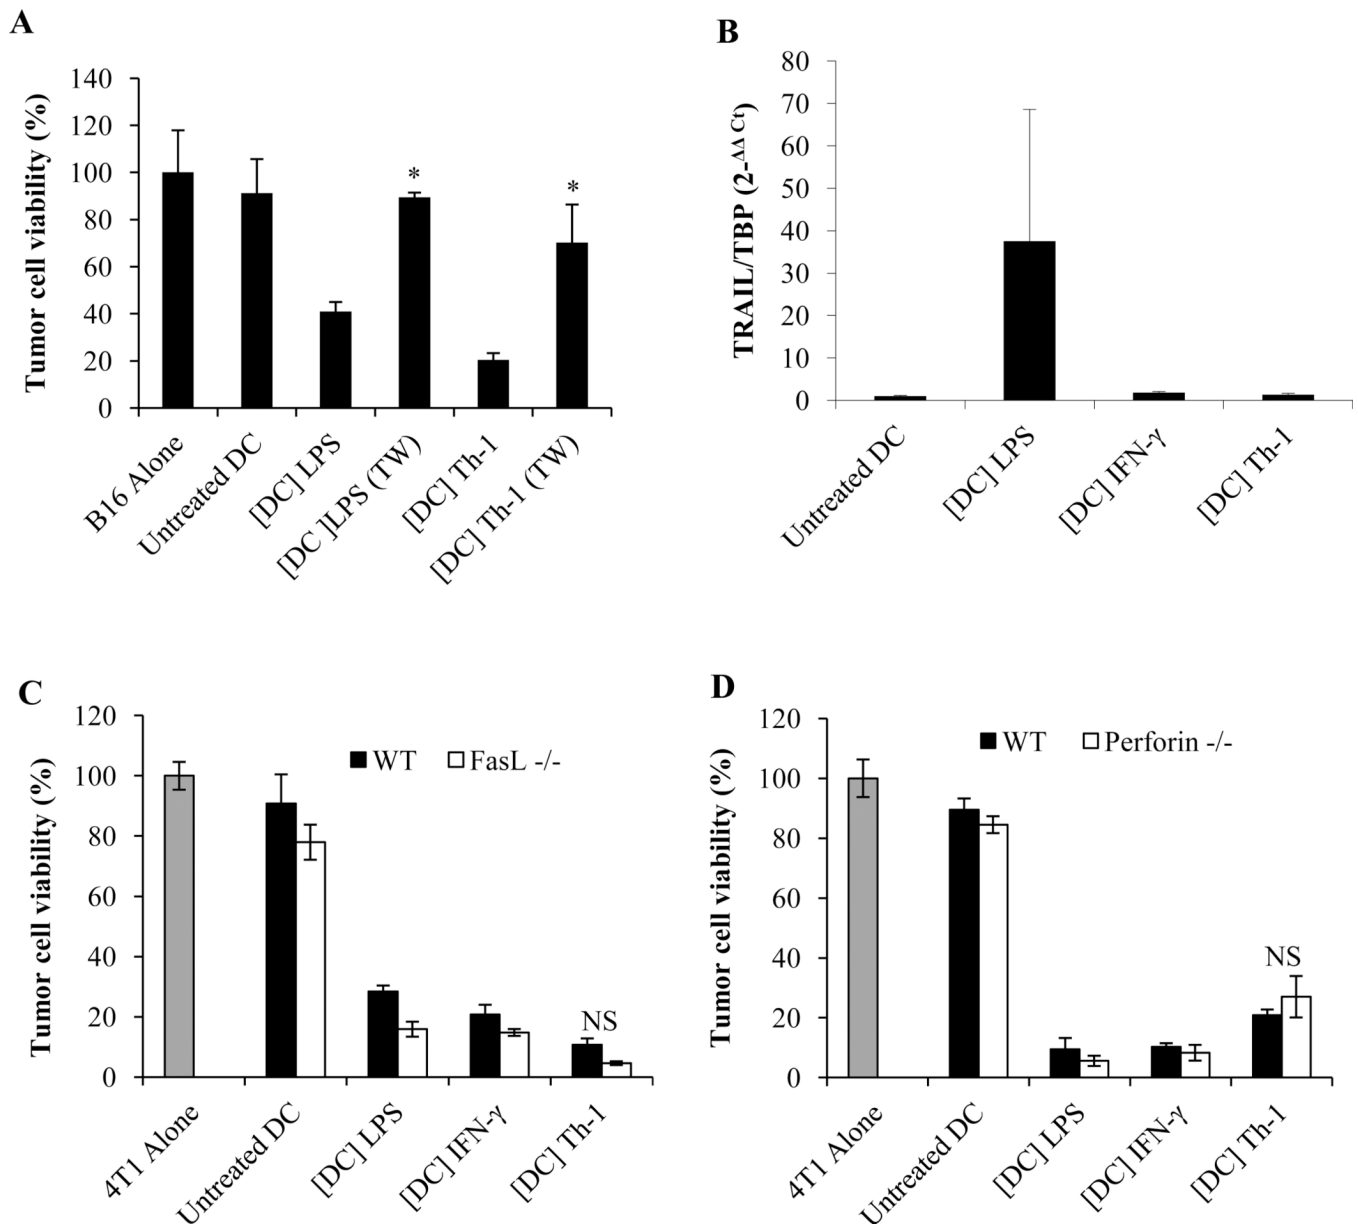 A
Tumor cell viability (%)
140
120
100
80
60
40
20
0
*
*
B16 Alone
Untreated DC
[DC] LPS
[DC ]LPS (TW)
[DC] Th-1
[DC] Th-1 (TW)
B
TRAIL/TBP (2-ΔΔ Ct)
80
70
60
50
40
30
20
10
0
Untreated DC
[DC] LPS
[DC] IFN-γ
[DC] Th-1
C
Tumor cell viability (%)
120
100
80
60
40
20
0
WT FasL -/-
NS
4T1 Alone
Untreated DC
[DC] LPS
[DC] IFN-γ
[DC] Th-1
D
Tumor cell viability (%)
120
100
80
60
40
20
0
WT Perforin -/-
NS
4T1 Alone
Untreated DC
[DC] LPS
[DC] IFN-γ
[DC] Th-1